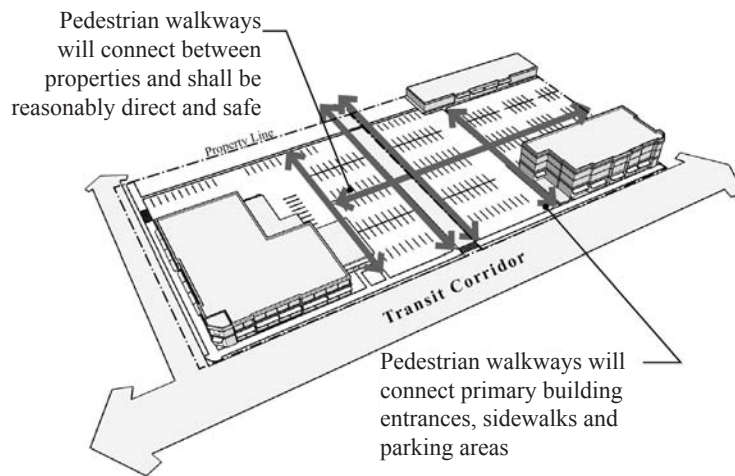 Pedestrian walkways
will connect between
properties and shall be
reasonably direct and safe
Property Line
Transit Corridor
Pedestrian walkways will
connect primary building
entrances, sidewalks and
parking areas